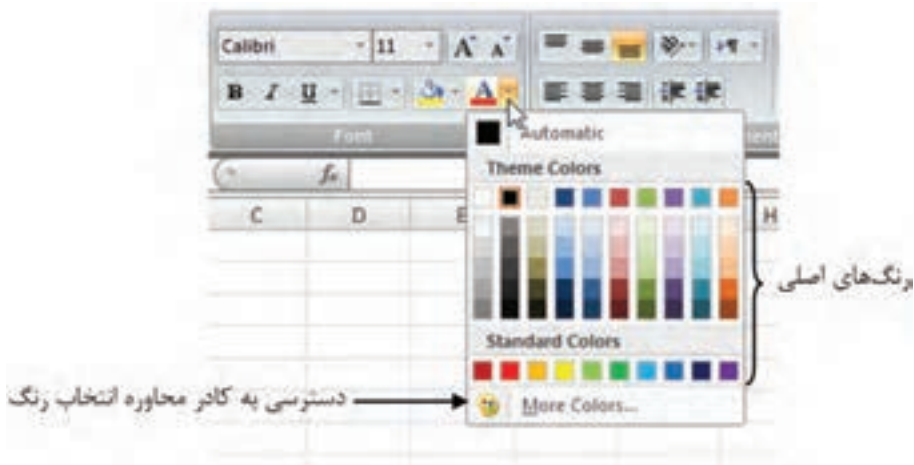 Calibri 11 A A
B I U A
Font
Automatic
Theme Colors
fx
C D E H
رنگ‌های اصلی
Standard Colors
More Colors...
دسترسی به کادر محاوره انتخاب رنگ